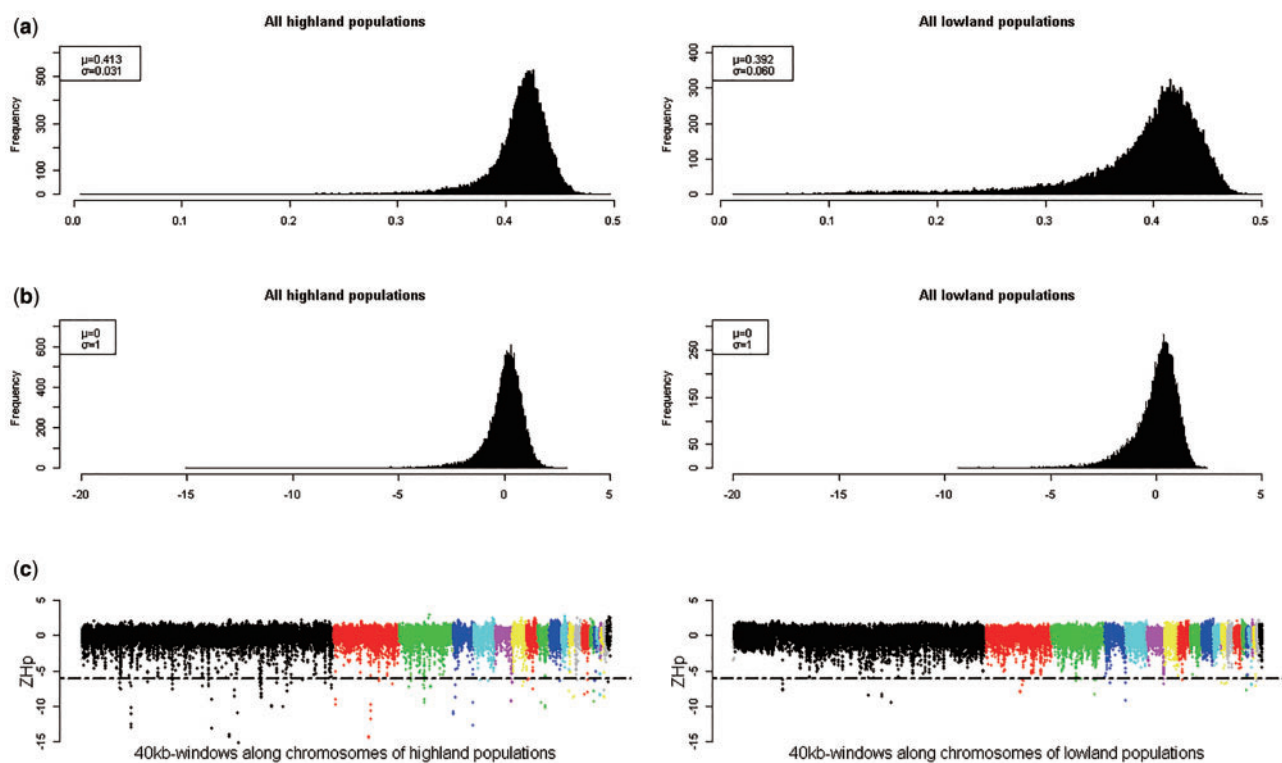 (a)
All highland populations
All lowland populations
μ=0.413
σ=0.031
μ=0.392
σ=0.060
Frequency
0 100 300 500
0.0 0.1 0.2 0.3 0.4 0.5
Frequency
0 100 200 300 400
0.0 0.1 0.2 0.3 0.4 0.5
(b)
All highland populations
All lowland populations
μ=0
σ=1
μ=0
σ=1
Frequency
0 200 400 600
-20 -15 -10 -5 0 5
Frequency
0 50 150 250
-20 -15 -10 -5 0 5
(c)
ZHp
5 0 -5 -10 -15
40kb-windows along chromosomes of highland populations
ZHp
5 0 -5 -10 -15
40kb-windows along chromosomes of lowland populations